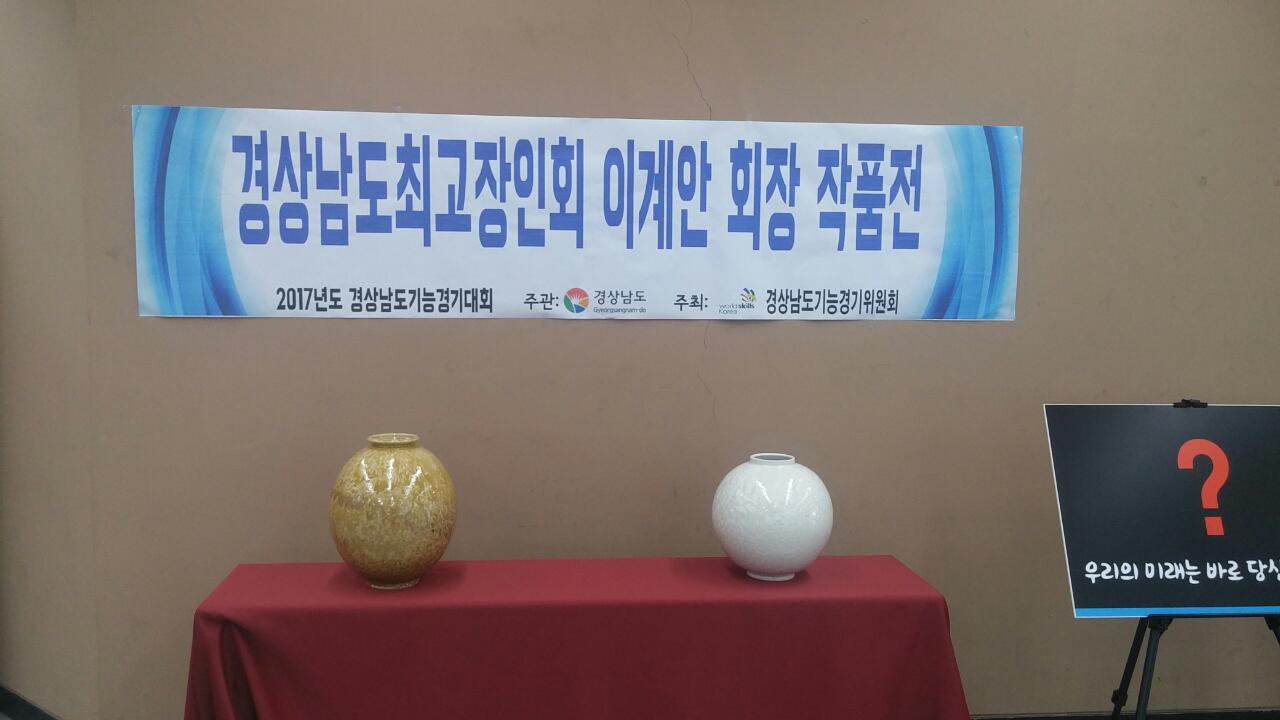 경상남도최고장인회 이계안 회장 작품전
2017년도 경상남도기능경기대회 주관: 경상남도 Gyeongsangnam-do 주최: worldskills Korea 경상남도기능경기위원회
?
우리의 미래는 바로